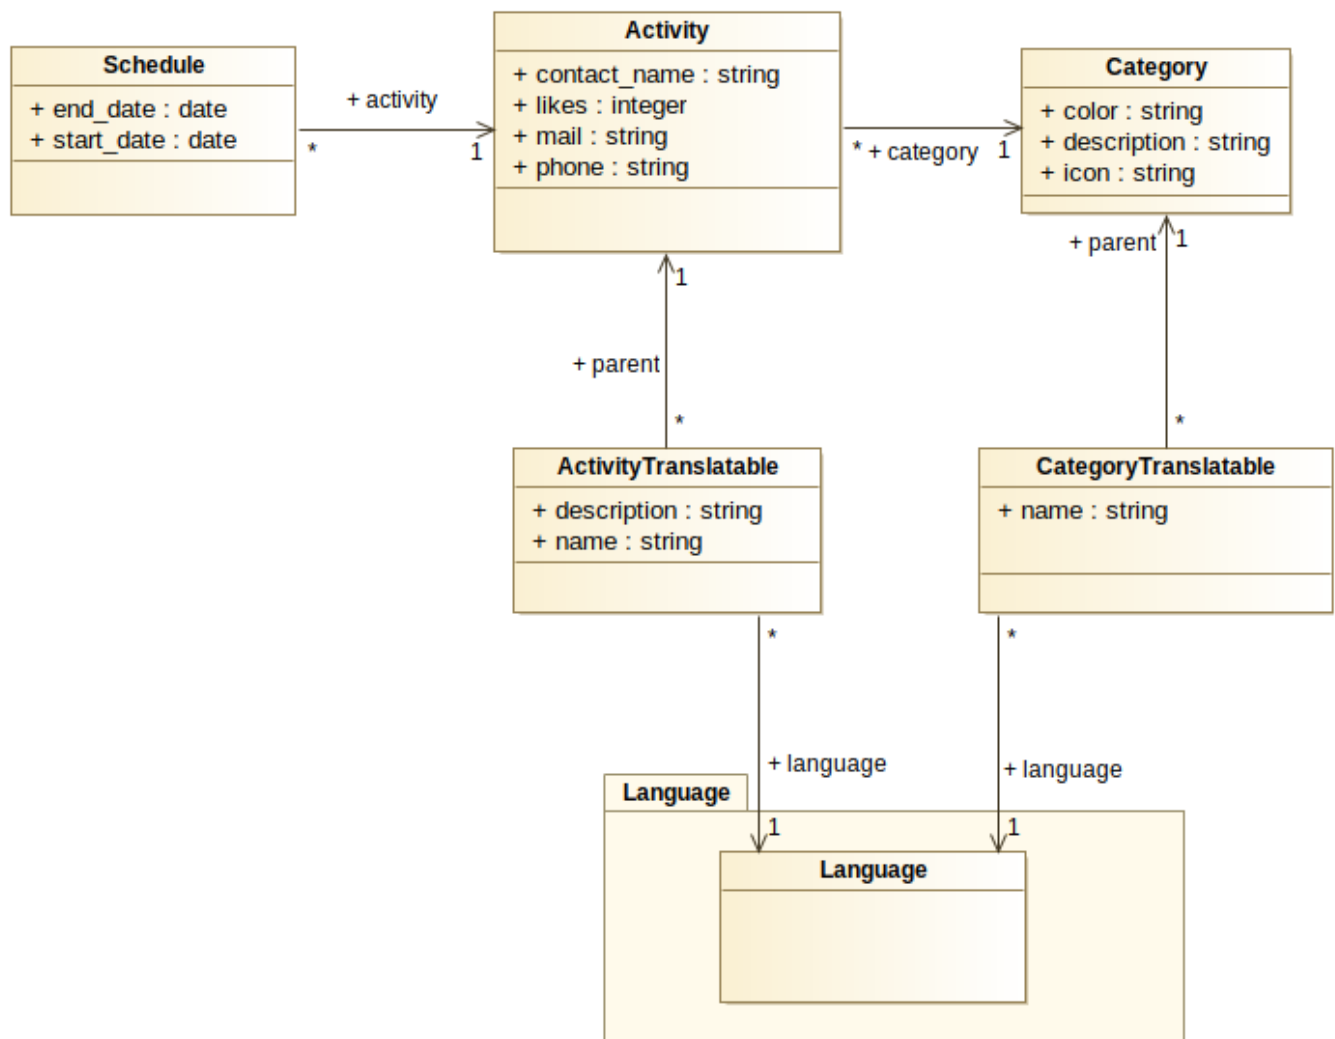 Schedule
+ end_date : date
+ start_date : date
+ activity
*
1
Activity
+ contact_name : string
+ likes : integer
+ mail : string
+ phone : string
* + category
1
Category
+ color : string
+ description : string
+ icon : string
1
+ parent
*
+ parent
1
*
ActivityTranslatable
+ description : string
+ name : string
CategoryTranslatable
+ name : string
*
+ language
1
*
+ language
1
Language
Language